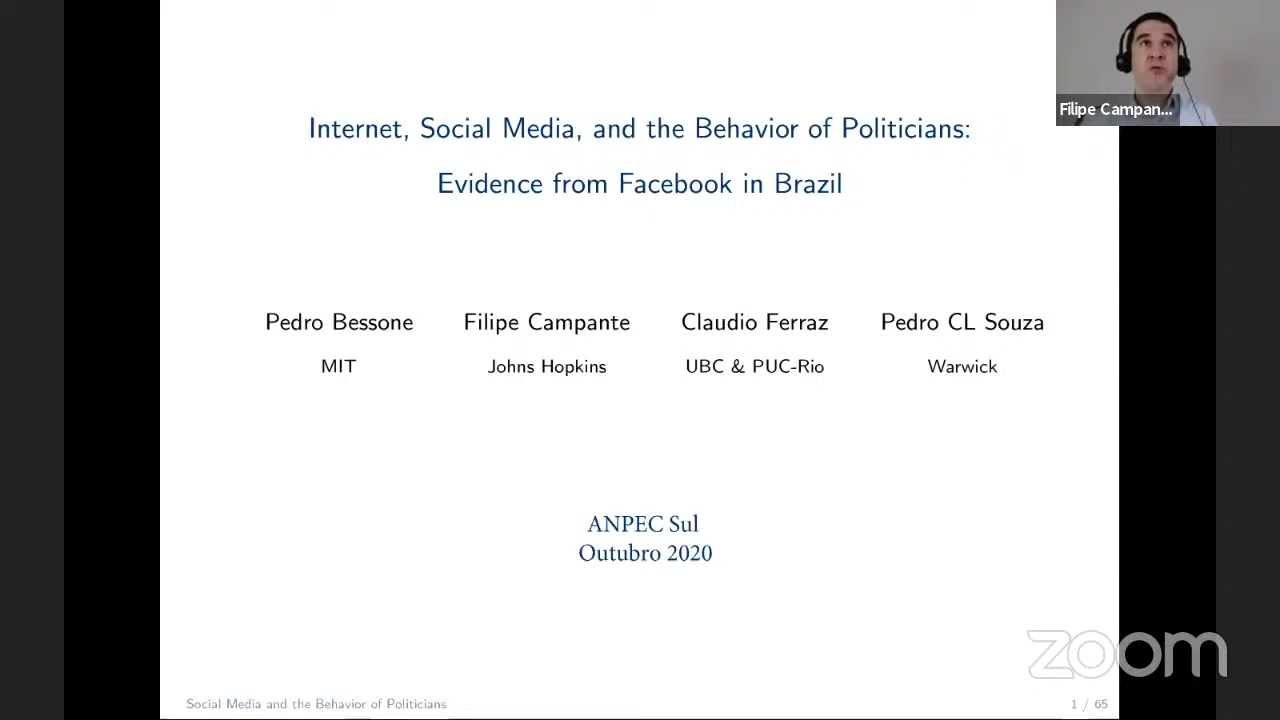 Internet, Social Media, and the Behavior of Politicians:
Evidence from Facebook in Brazil
Filipe Campan...
Pedro Bessone
Filipe Campante
Claudio Ferraz
Pedro CL Souza
MIT
Johns Hopkins
UBC & PUC-Rio
Warwick
ANPEC Sul
Outubro 2020
zoom
Social Media and the Behavior of Politicians
1 / 65